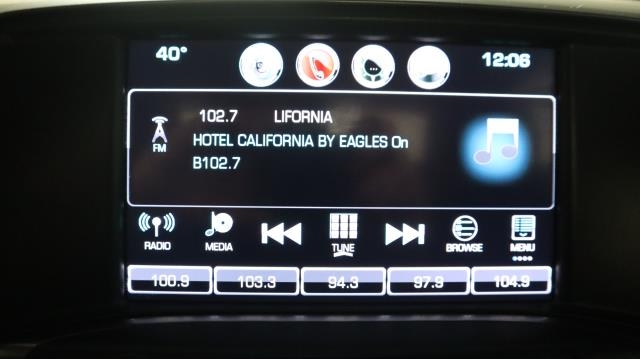 40° 12:06
102.7 LIFORNIA
FM HOTEL CALIFORNIA BY EAGLES On
B102.7
RADIO MEDIA TUNE BROWSE MENU
100.9 103.3 94.3 97.9 104.9